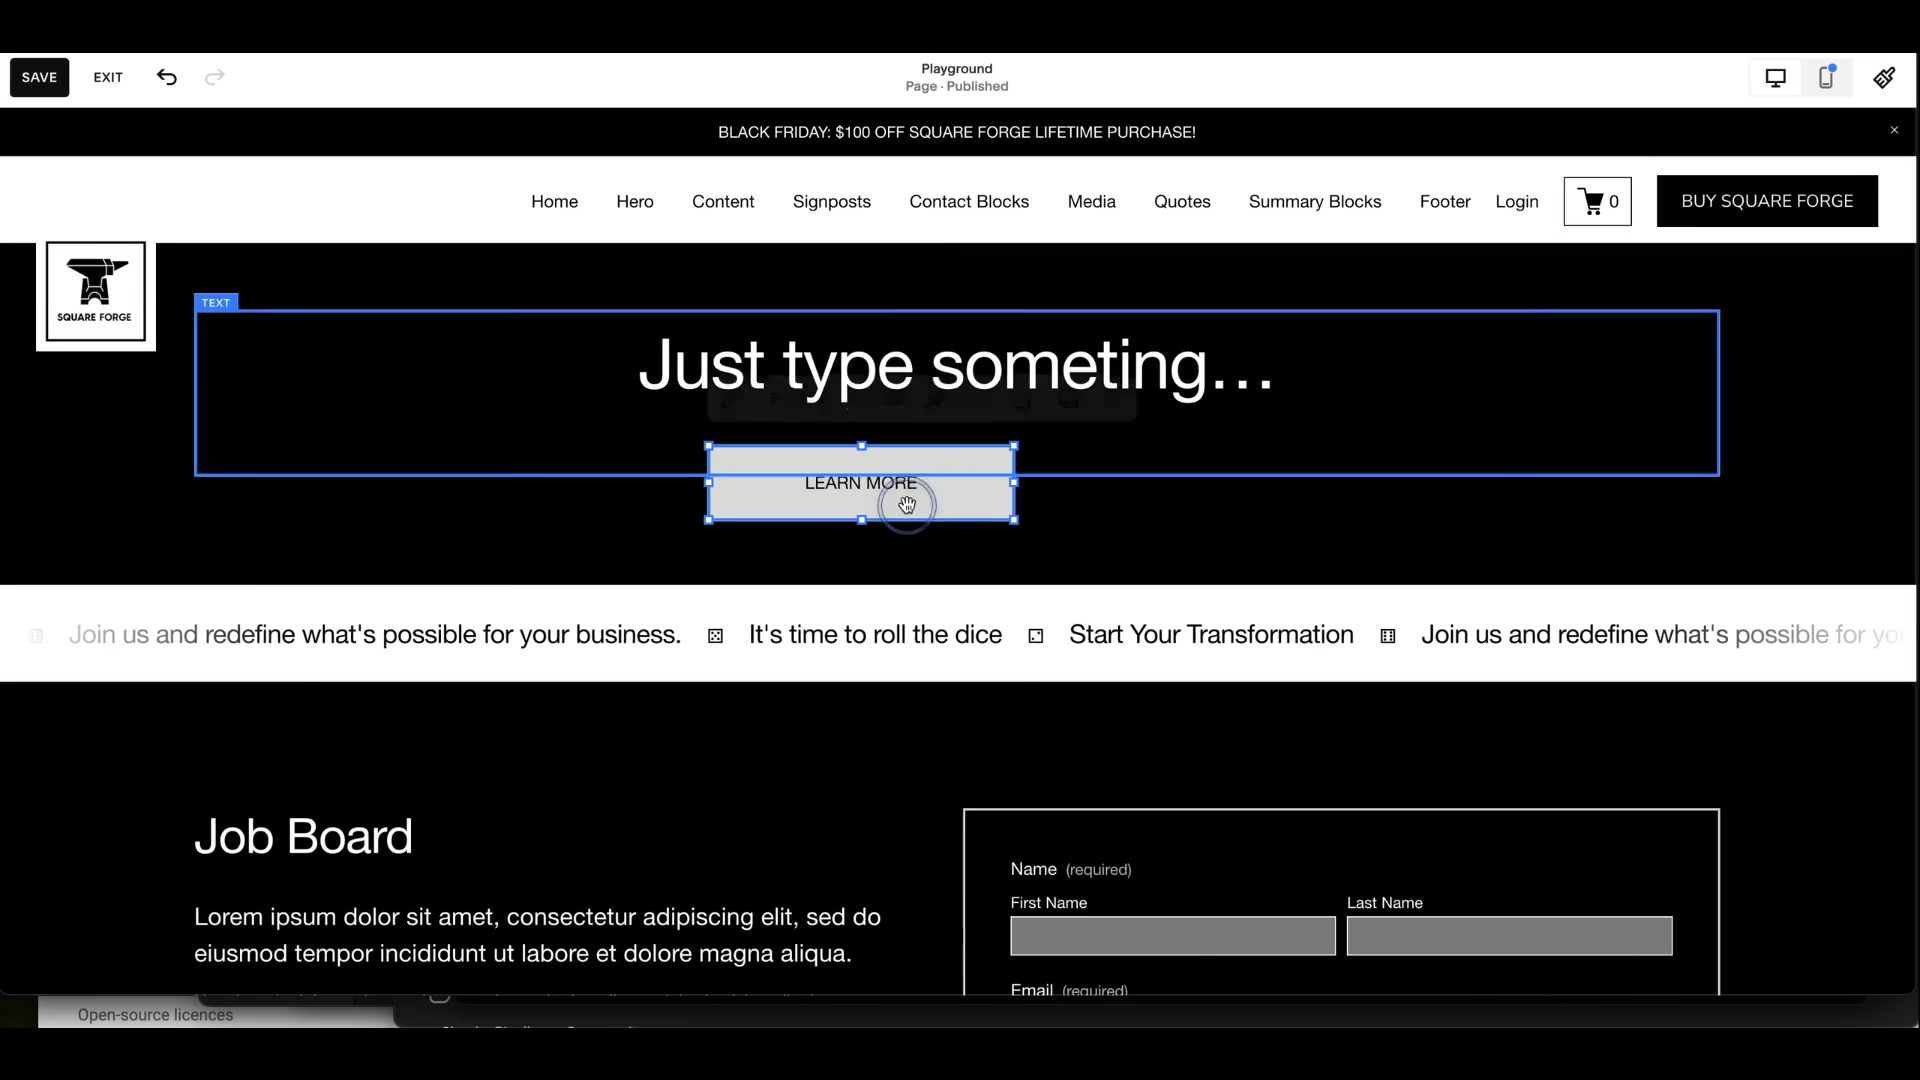 SAVE
EXIT
Playground
Page · Published
BLACK FRIDAY: $100 OFF SQUARE FORGE LIFETIME PURCHASE!
Home
Hero
Content
Signposts
Contact Blocks
Media
Quotes
Summary Blocks
Footer
Login
0
BUY SQUARE FORGE
SQUARE FORGE
TEXT
Just type someting...
LEARN MORE
Join us and redefine what's possible for your business.
It's time to roll the dice
Start Your Transformation
Join us and redefine what's possible for you
Job Board
Lorem ipsum dolor sit amet, consectetur adipiscing elit, sed do
eiusmod tempor incididunt ut labore et dolore magna aliqua.
Name (required)
First Name
Last Name
Email (required)
Open-source licences